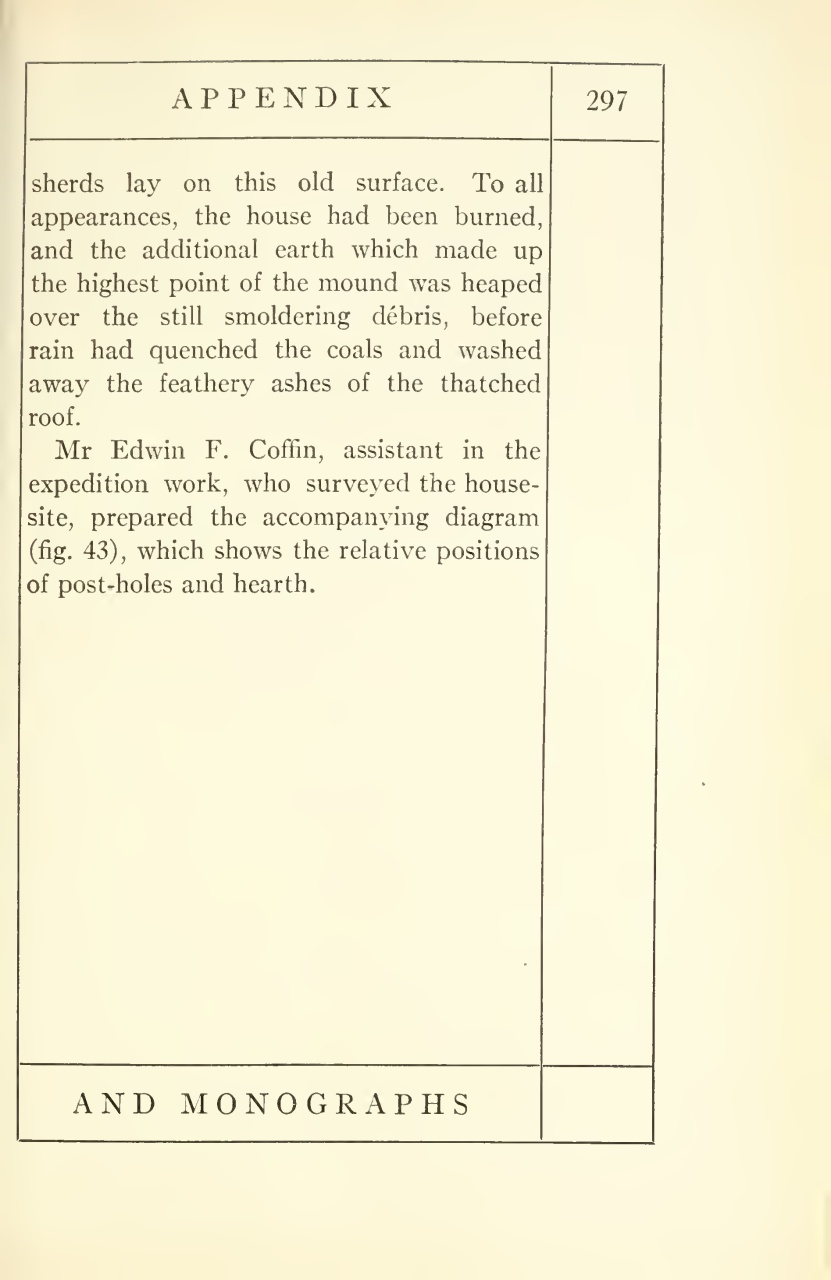 APPENDIX
297
sherds lay on this old surface. To all
appearances, the house had been burned,
and the additional earth which made up
the highest point of the mound was heaped
over the still smoldering débris, before
rain had quenched the coals and washed
away the feathery ashes of the thatched
roof.
Mr Edwin F. Coffin, assistant in the
expedition work, who surveyed the house-
site, prepared the accompanying diagram
(fig. 43), which shows the relative positions
of post-holes and hearth.
AND MONOGRAPHS